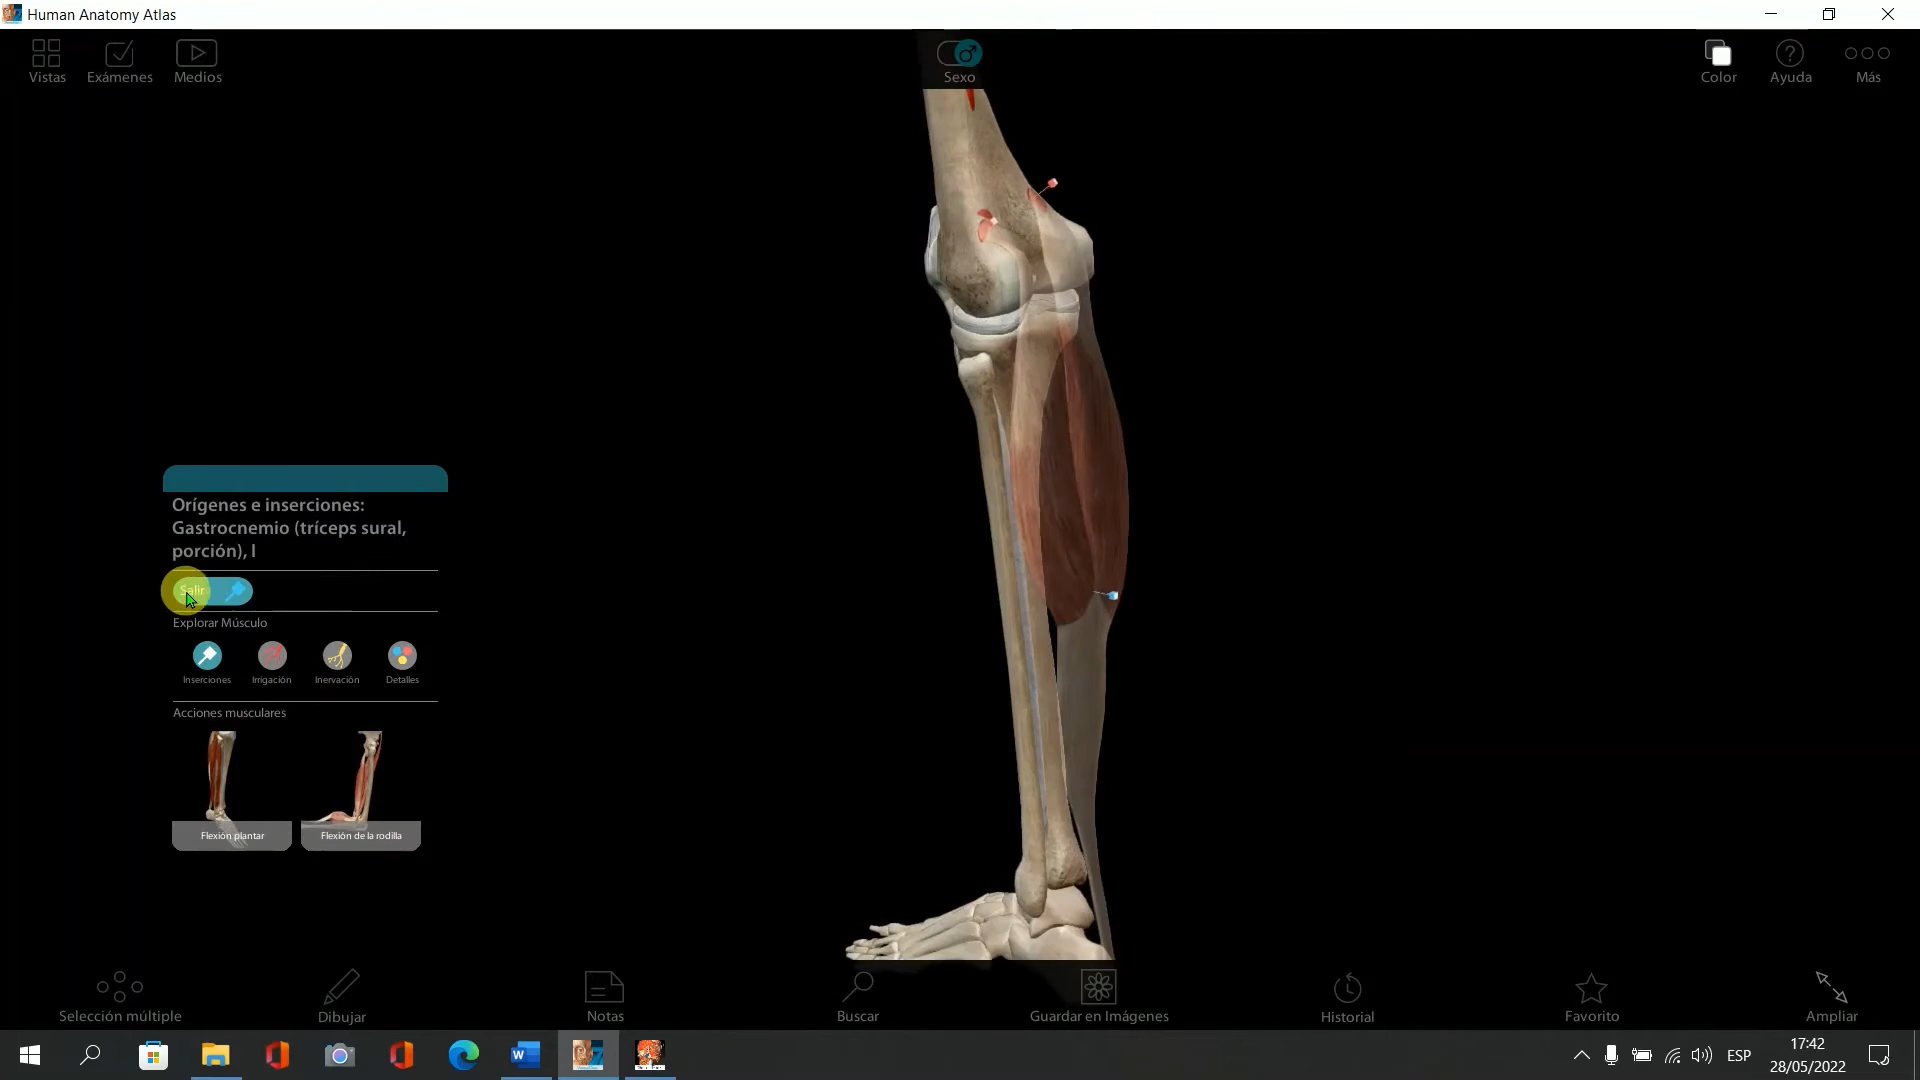 Human Anatomy Atlas
Vistas
Exámenes
Medios
Sexo
Color
Ayuda
Más
Orígenes e inserciones:
Gastrocnemio (tríceps sural,
porción), I
Salir
Explorar Músculo
Inserciones
Irrigación
Inervación
Detalles
Acciones musculares
Flexión plantar
Flexión de la rodilla
Selección múltiple
Dibujar
Notas
Buscar
Guardar en Imágenes
Historial
Favorito
Ampliar
ESP
17:42
28/05/2022